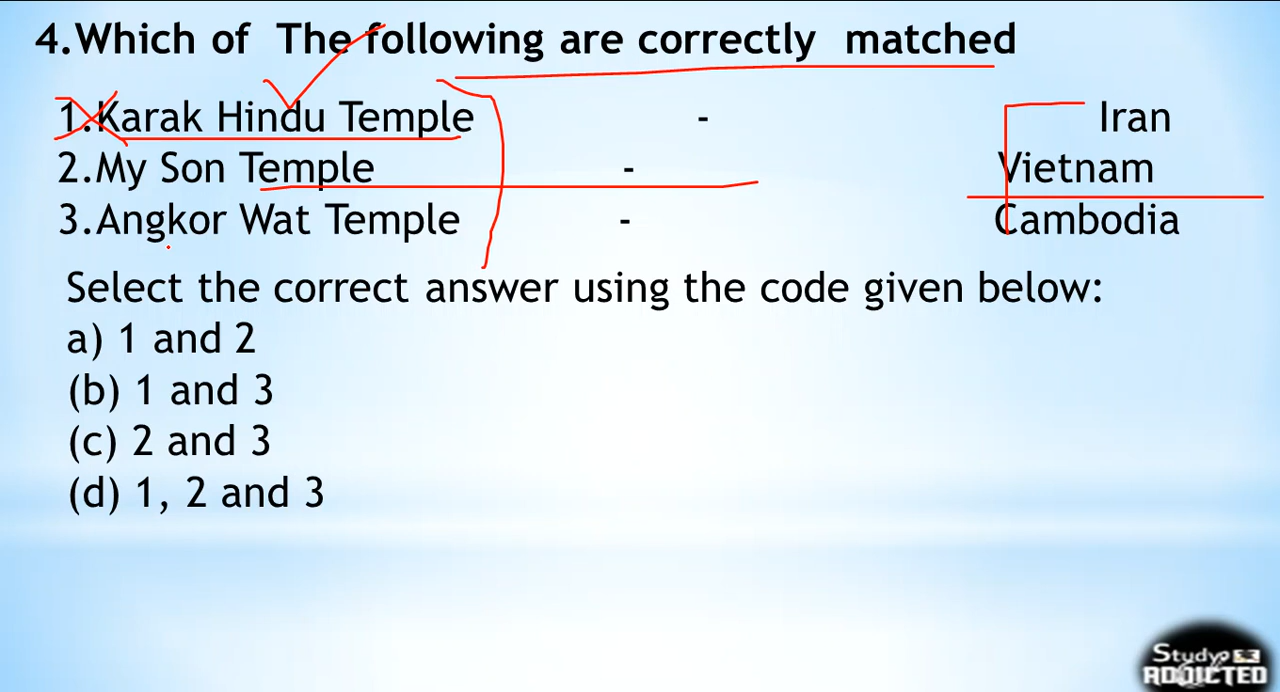 4.Which of The following are correctly matched
1.Karak Hindu Temple - Iran
2.My Son Temple - Vietnam
3.Angkor Wat Temple - Cambodia
Select the correct answer using the code given below:
a) 1 and 2
(b) 1 and 3
(c) 2 and 3
(d) 1, 2 and 3
Study
ADDICTED